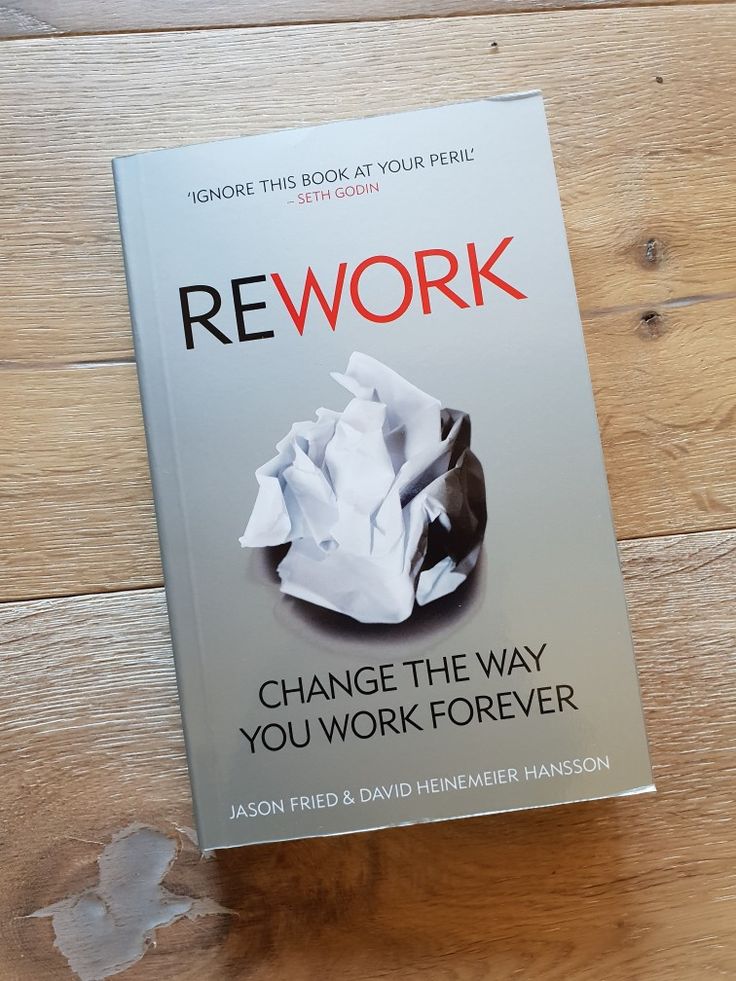 'IGNORE THIS BOOK AT YOUR PERIL'
... SETH GODIN
REWORK
CHANGE THE WAY
YOU WORK FOREVER
JASON FRIED & DAVID HEINEMEIER HANSSON